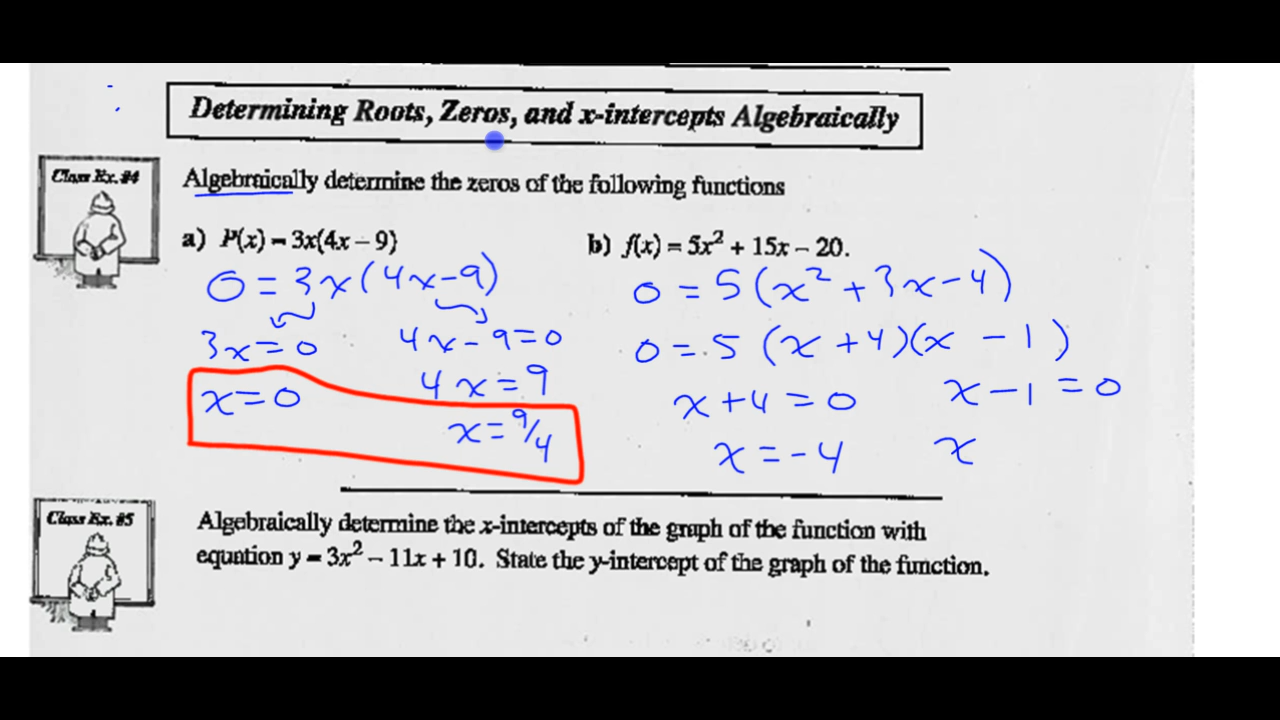 Determining Roots, Zeros, and x-intercepts Algebraically
Class Ex. #4
Algebraically determine the zeros of the following functions
a) P(x) = 3x(4x – 9)
b) f(x) = 5x² + 15x – 20.
0 = 3x(4x-9)
3x=0
4x-9=0
4x=9
x=0
x=9/4
0 = 5(x²+3x-4)
0 = 5 (x+4)(x - 1)
x+4=0
x-1=0
x=-4
x
Class Ex. #5
Algebraically determine the x-intercepts of the graph of the function with
equation y = 3x² – 11x + 10. State the y-intercept of the graph of the function.